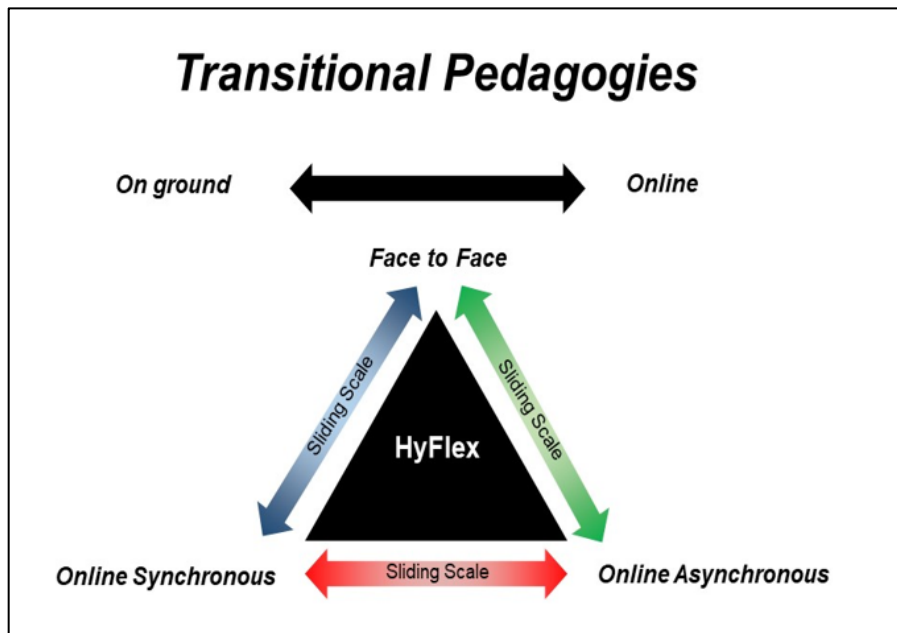 Transitional Pedagogies
On ground
Online
Face to Face
Sliding Scale
Sliding Scale
HyFlex
Online Synchronous
Sliding Scale
Online Asynchronous